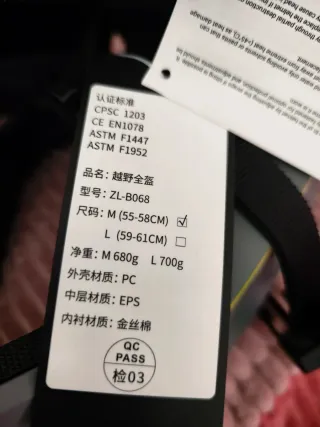 认证标准
CPSC 1203
CE EN1078
ASTM F1447
ASTM F1952
品名：越野全盔
型号：ZL-B068
尺码：M (55-58CM) ☑
L (59-61CM) ☐
净重：M 680g L 700g
外壳材质：PC
中层材质：EPS
内衬材质：金丝棉
QC
PASS
检03